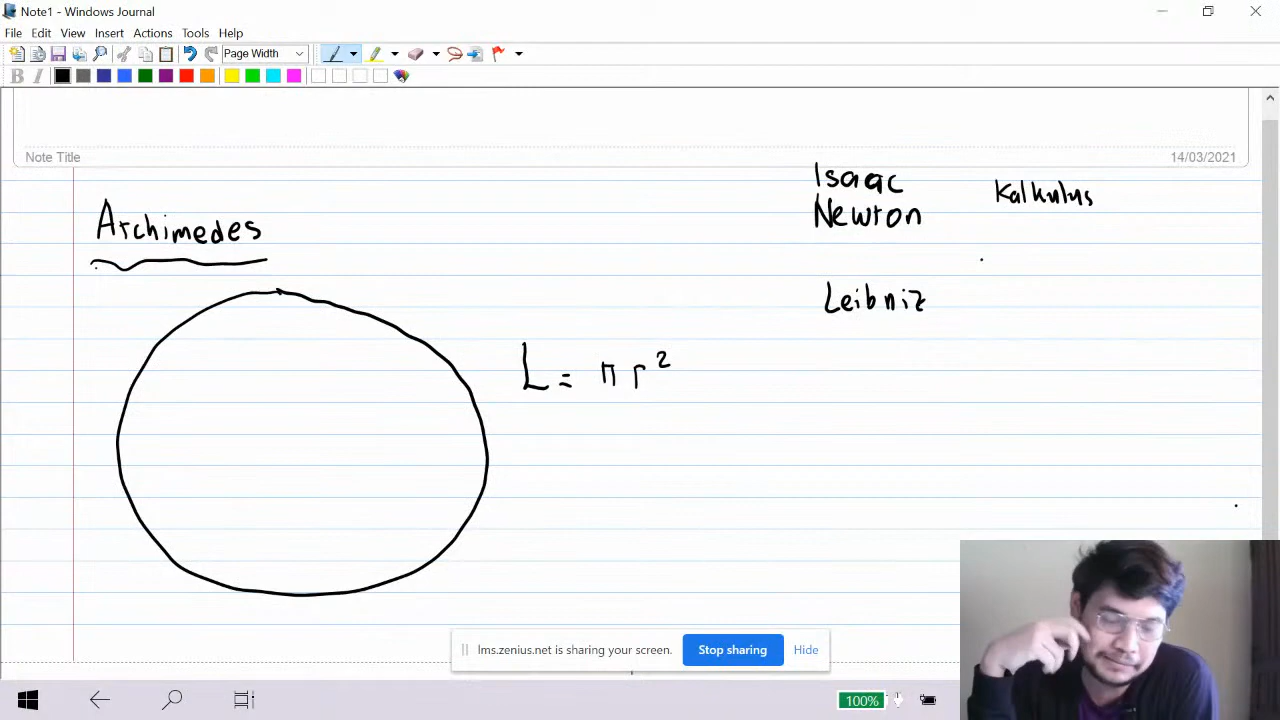 Note1 - Windows Journal
File Edit View Insert Actions Tools Help
Page Width
B I
Note Title
14/03/2021
Isaac
Newton
Kalkulus
Archimedes
Leibniz
L = π r²
lms.zenius.net is sharing your screen. Stop sharing Hide
100%